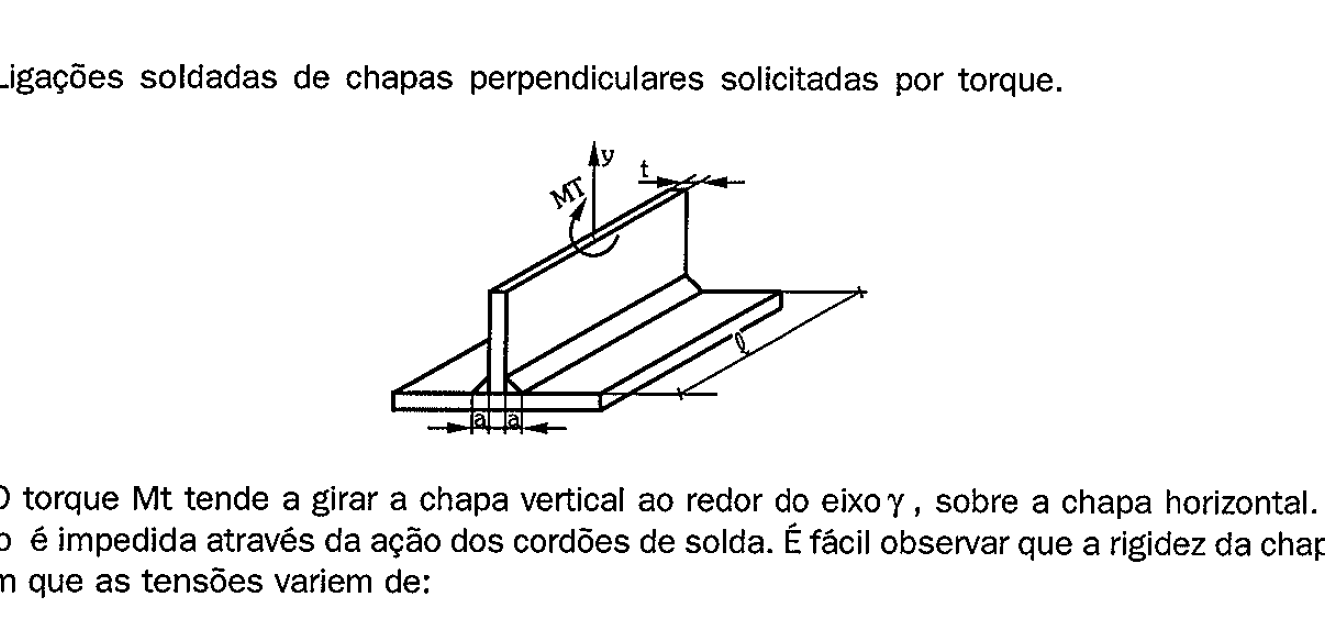 Ligações soldadas de chapas perpendiculares solicitadas por torque.
y
t
MT
ℓ
a a
O torque Mt tende a girar a chapa vertical ao redor do eixo γ, sobre a chapa horizontal.
o é impedida através da ação dos cordões de solda. É fácil observar que a rigidez da chap
m que as tensões variem de: